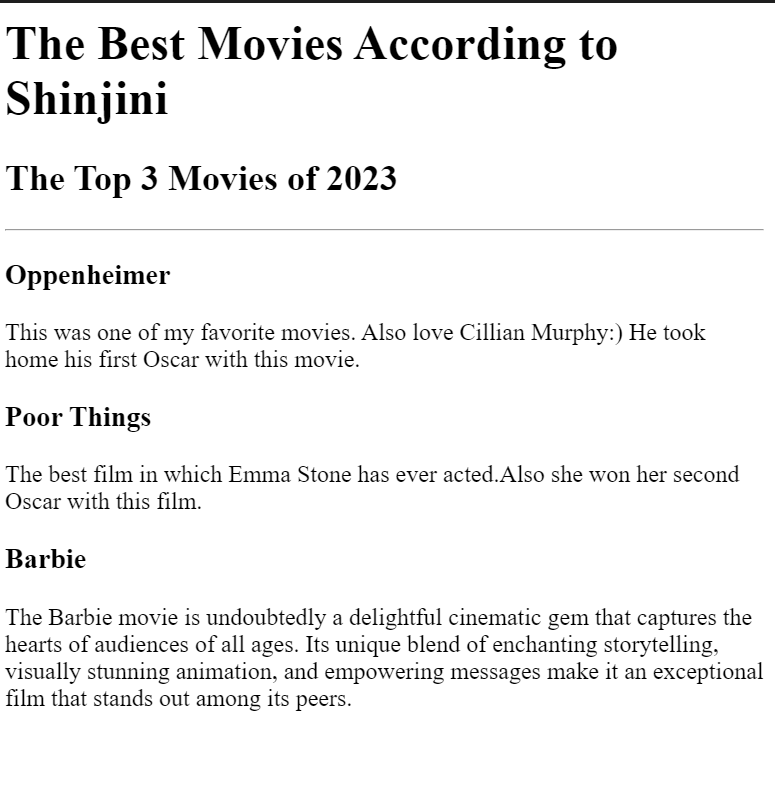 The Best Movies According to
Shinjini
The Top 3 Movies of 2023
Oppenheimer
This was one of my favorite movies. Also love Cillian Murphy:) He took
home his first Oscar with this movie.
Poor Things
The best film in which Emma Stone has ever acted.Also she won her second
Oscar with this film.
Barbie
The Barbie movie is undoubtedly a delightful cinematic gem that captures the
hearts of audiences of all ages. Its unique blend of enchanting storytelling,
visually stunning animation, and empowering messages make it an exceptional
film that stands out among its peers.